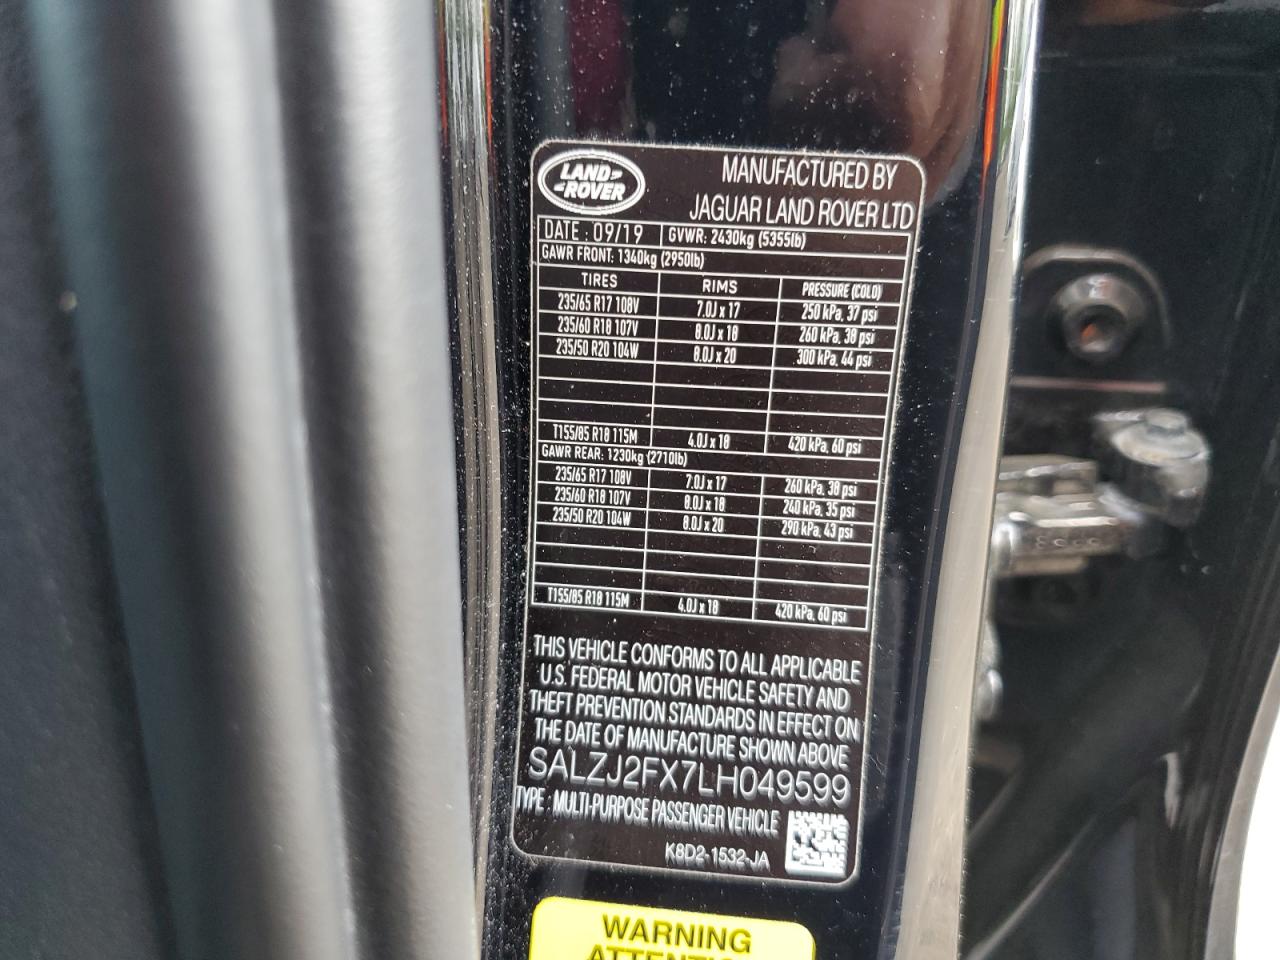 LAND-
-ROVER
MANUFACTURED BY
JAGUAR LAND ROVER LTD
DATE : 09/19 GVWR: 2430kg (5355lb)
GAWR FRONT: 1340kg (2950lb)
TIRES RIMS PRESSURE (COLD)
235/65 R17 108V 7.0J x 17 250 kPa, 37 psi
235/60 R18 107V 8.0J x 18 260 kPa, 38 psi
235/50 R20 104W 8.0J x 20 300 kPa, 44 psi
T155/85 R18 115M 4.0J x 18 420 kPa, 60 psi
GAWR REAR: 1230kg (2710lb)
235/65 R17 108V 7.0J x 17 260 kPa, 38 psi
235/60 R18 107V 8.0J x 18 240 kPa, 35 psi
235/50 R20 104W 8.0J x 20 290 kPa, 43 psi
T155/85 R18 115M 4.0J x 18 420 kPa, 60 psi
THIS VEHICLE CONFORMS TO ALL APPLICABLE
U.S. FEDERAL MOTOR VEHICLE SAFETY AND
THEFT PREVENTION STANDARDS IN EFFECT ON
THE DATE OF MANUFACTURE SHOWN ABOVE
SALZJ2FX7LH049599
TYPE : MULTI-PURPOSE PASSENGER VEHICLE
K8D2-1532-JA
WARNING